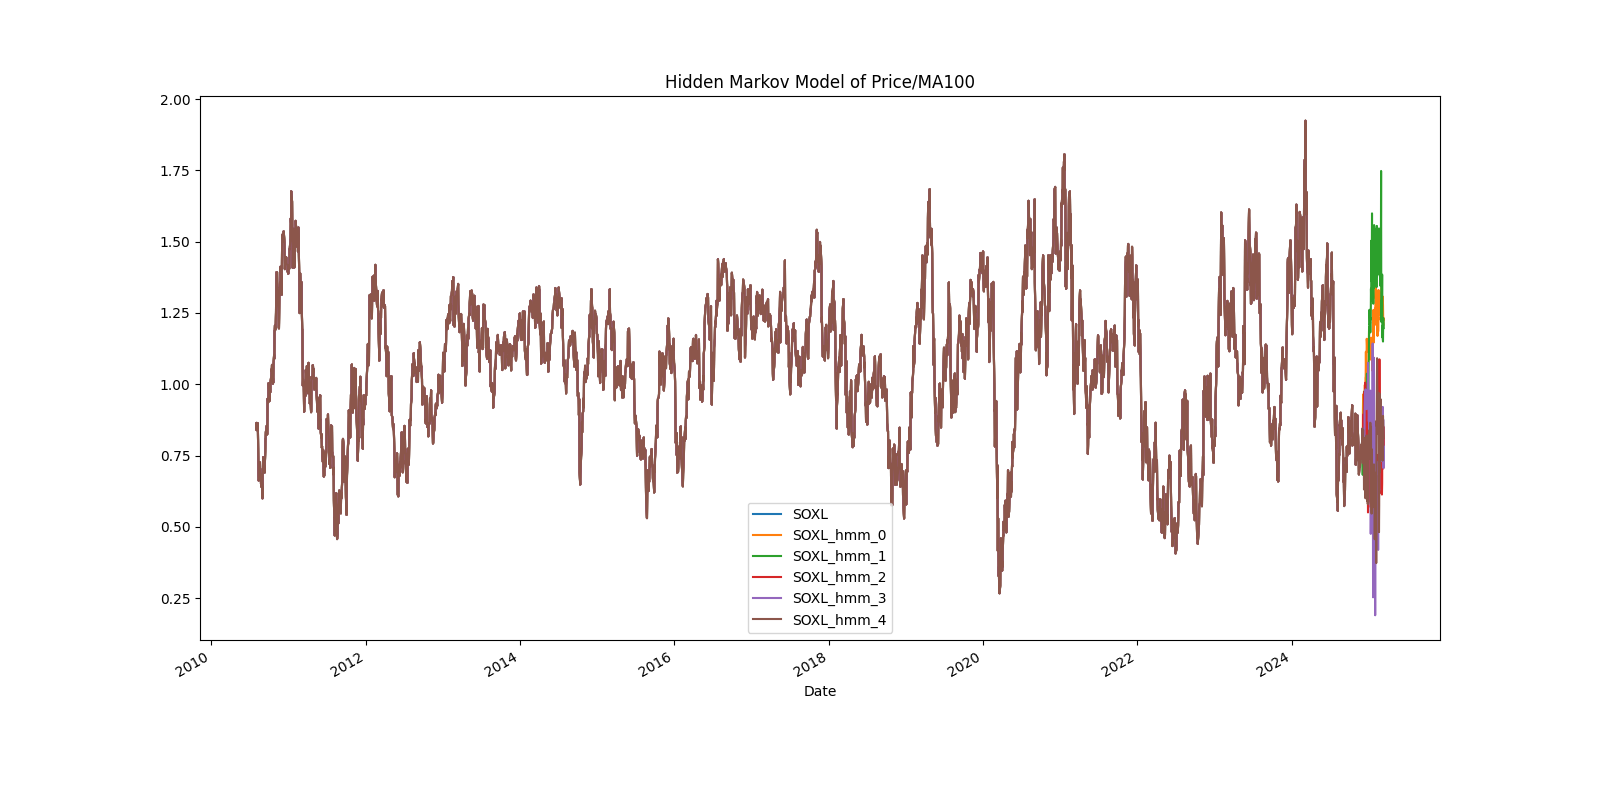 Hidden Markov Model of Price/MA100
2.00
1.75
1.50
1.25
1.00
0.75
0.50
0.25
SOXL
SOXL_hmm_0
SOXL_hmm_1
SOXL_hmm_2
SOXL_hmm_3
SOXL_hmm_4
2010 2012 2014 2016 2018 2020 2022 2024
Date